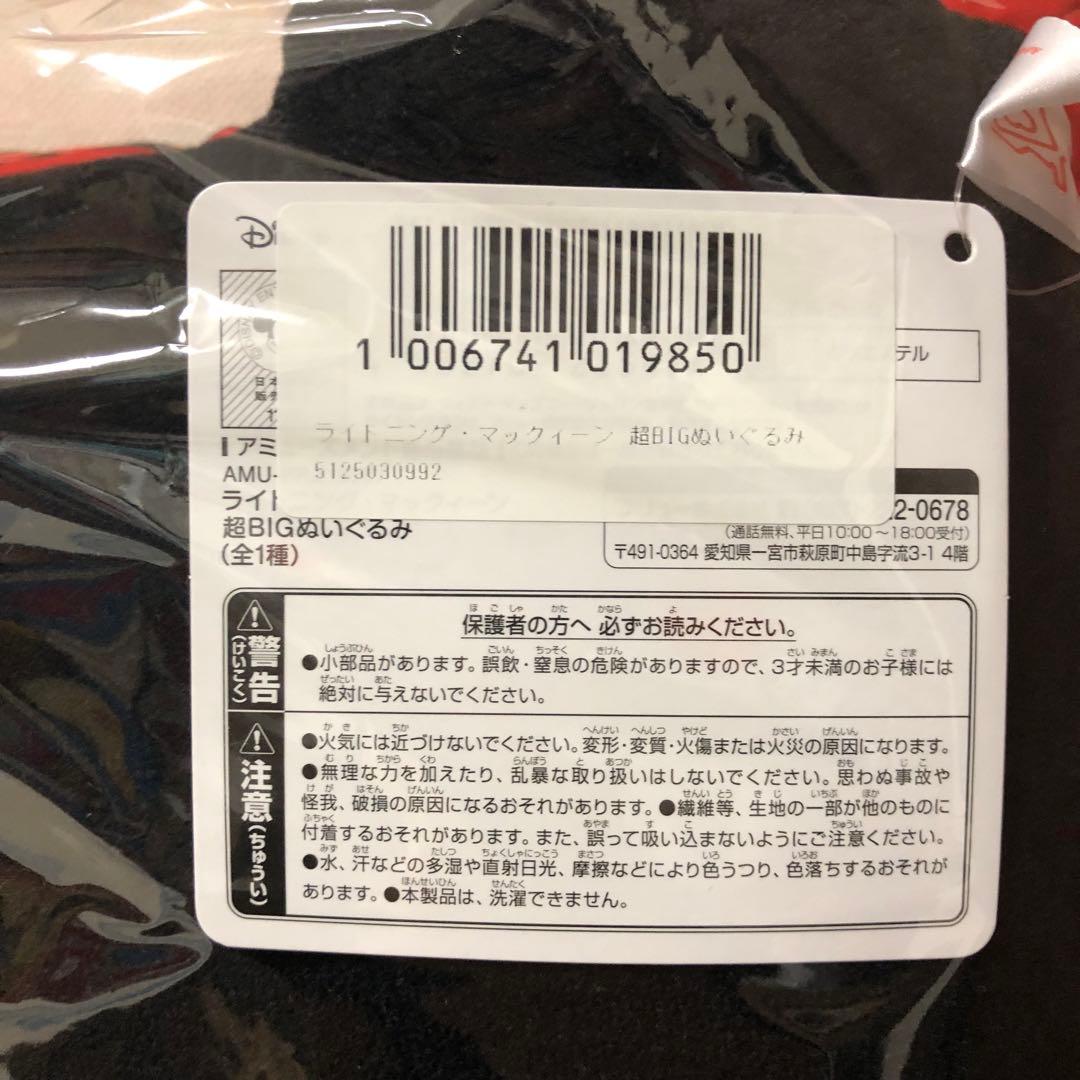 Di
1 006741 019850
ライトニング・マックィーン 超BIGぬいぐるみ
5125030992
テル
日本
販売
アミ
AMU-
ライト
超BIGぬいぐるみ
(全1種)
2-0678
(通話無料、平日10:00～18:00受付)
〒491-0364 愛知県一宮市萩原町中島字流3-1 4階
警告
(けいこく)
保護者の方へ 必ずお読みください。
●小部品があります。誤飲・窒息の危険がありますので、3才未満のお子様には
絶対に与えないでください。
注意
(ちゅうい)
●火気には近づけないでください。変形・変質・火傷または火災の原因になります。
●無理な力を加えたり、乱暴な取り扱いはしないでください。思わぬ事故や
怪我、破損の原因になるおそれがあります。●繊維等、生地の一部が他のものに
付着するおそれがあります。また、誤って吸い込まないようにご注意ください。
●水、汗などの多湿や直射日光、摩擦などにより色うつり、色落ちするおそれが
あります。●本製品は、洗濯できません。